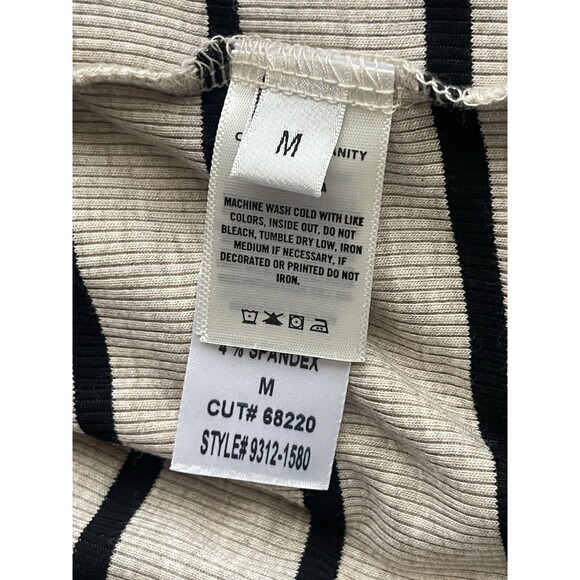 M
ANITY
A
MACHINE WASH COLD WITH LIKE
COLORS, INSIDE OUT, DO NOT
BLEACH, TUMBLE DRY LOW, IRON
MEDIUM IF NECESSARY, IF
DECORATED OR PRINTED DO NOT
IRON.
4% SPANDEX
M
CUT# 68220
STYLE# 9312-1580